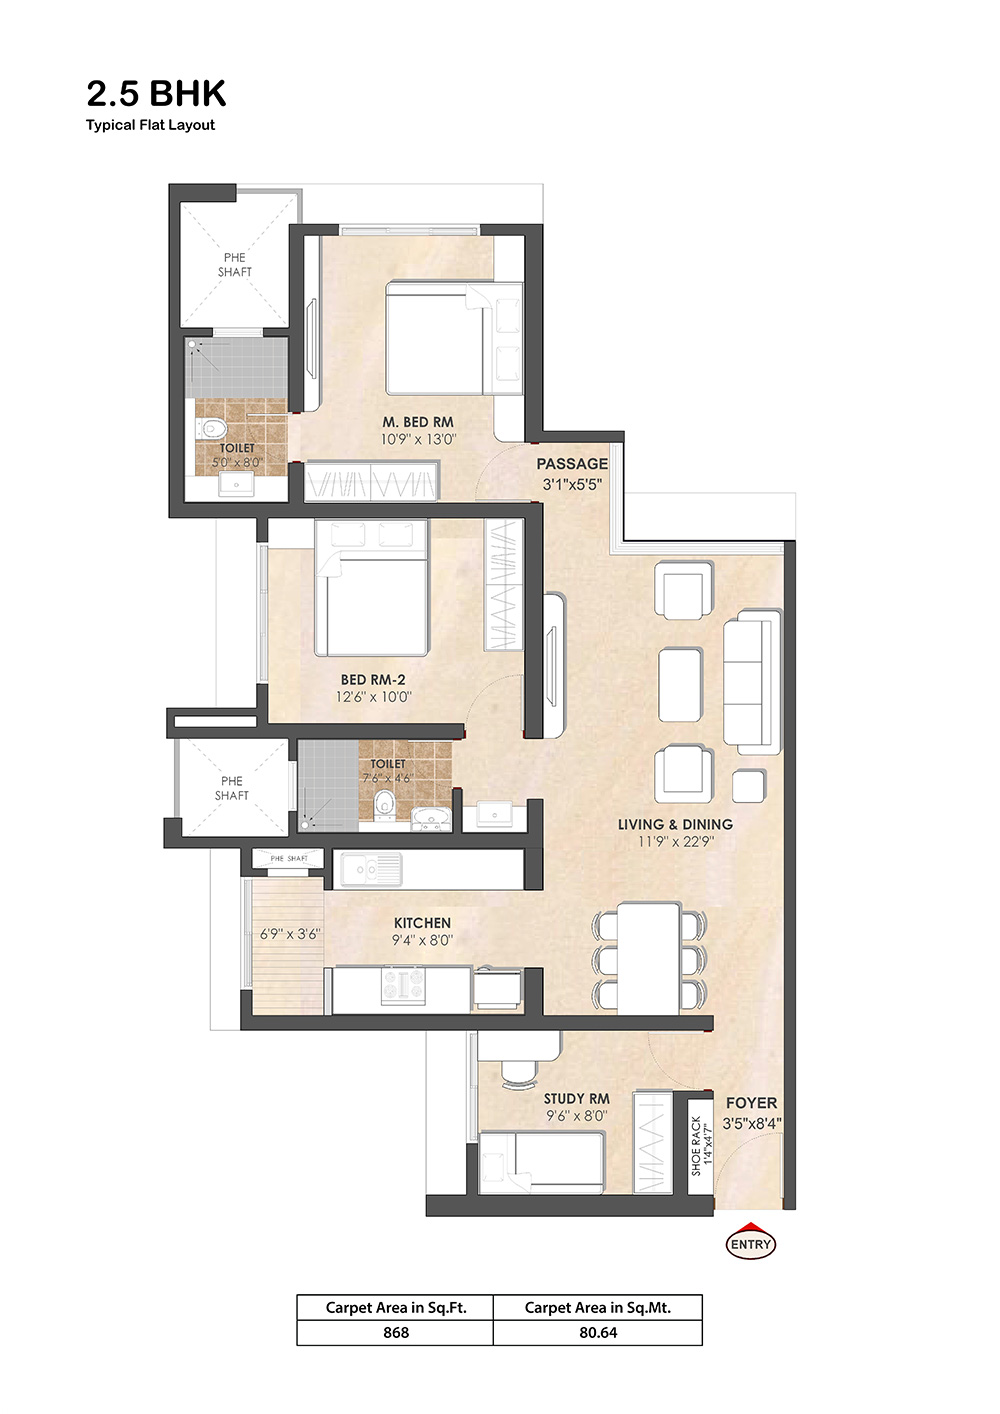 2.5 BHK
Typical Flat Layout
PHE
SHAFT
M. BED RM
10'9" x 13'0"
TOILET
5'0" x 8'0"
PASSAGE
3'1"x5'5"
BED RM-2
12'6" x 10'0"
TOILET
7'6" x 4'6"
PHE
SHAFT
LIVING & DINING
11'9" x 22'9"
PHE SHAFT
KITCHEN
9'4" x 8'0"
6'9" x 3'6"
STUDY RM
9'6" x 8'0"
FOYER
3'5"x8'4"
SHOE RACK
1'4"x4'7"
ENTRY
Carpet Area in Sq.Ft. Carpet Area in Sq.Mt.
868 80.64